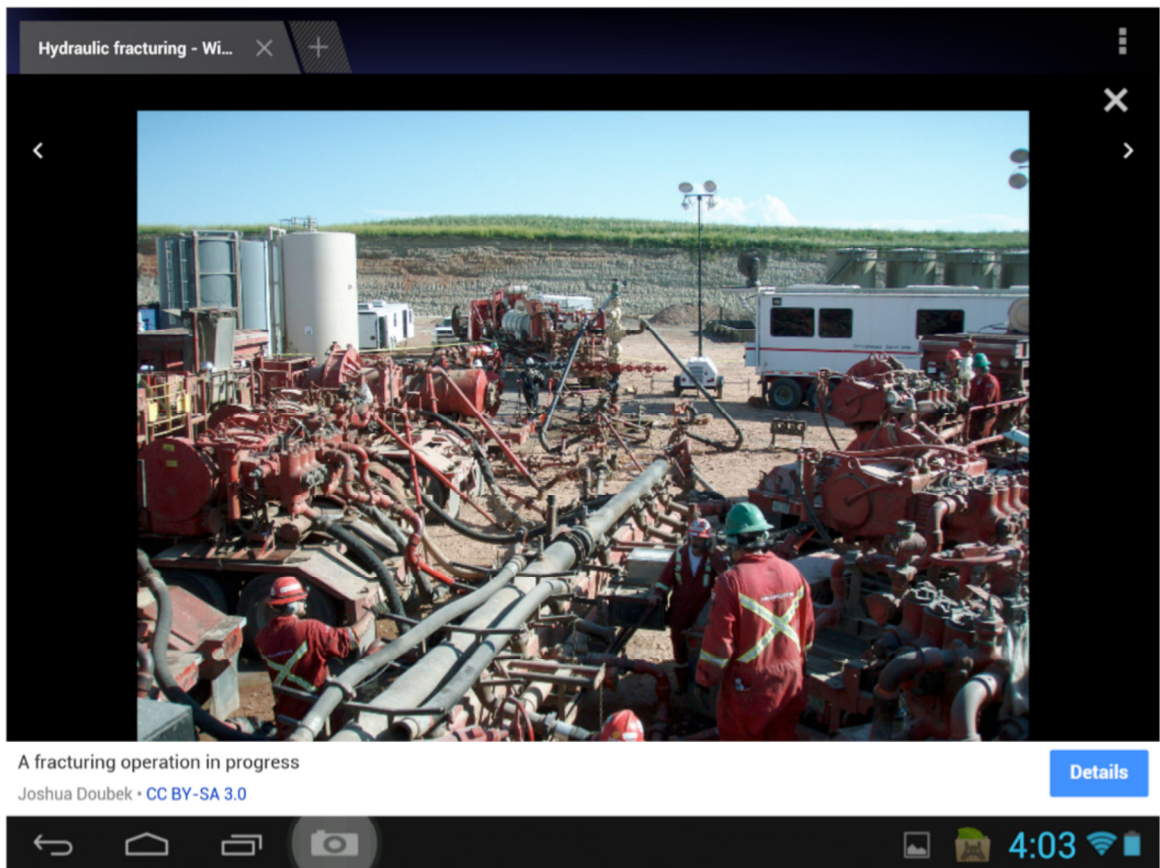 Hydraulic fracturing - Wi...
A fracturing operation in progress
Details
Joshua Doubek • CC BY-SA 3.0
4:03